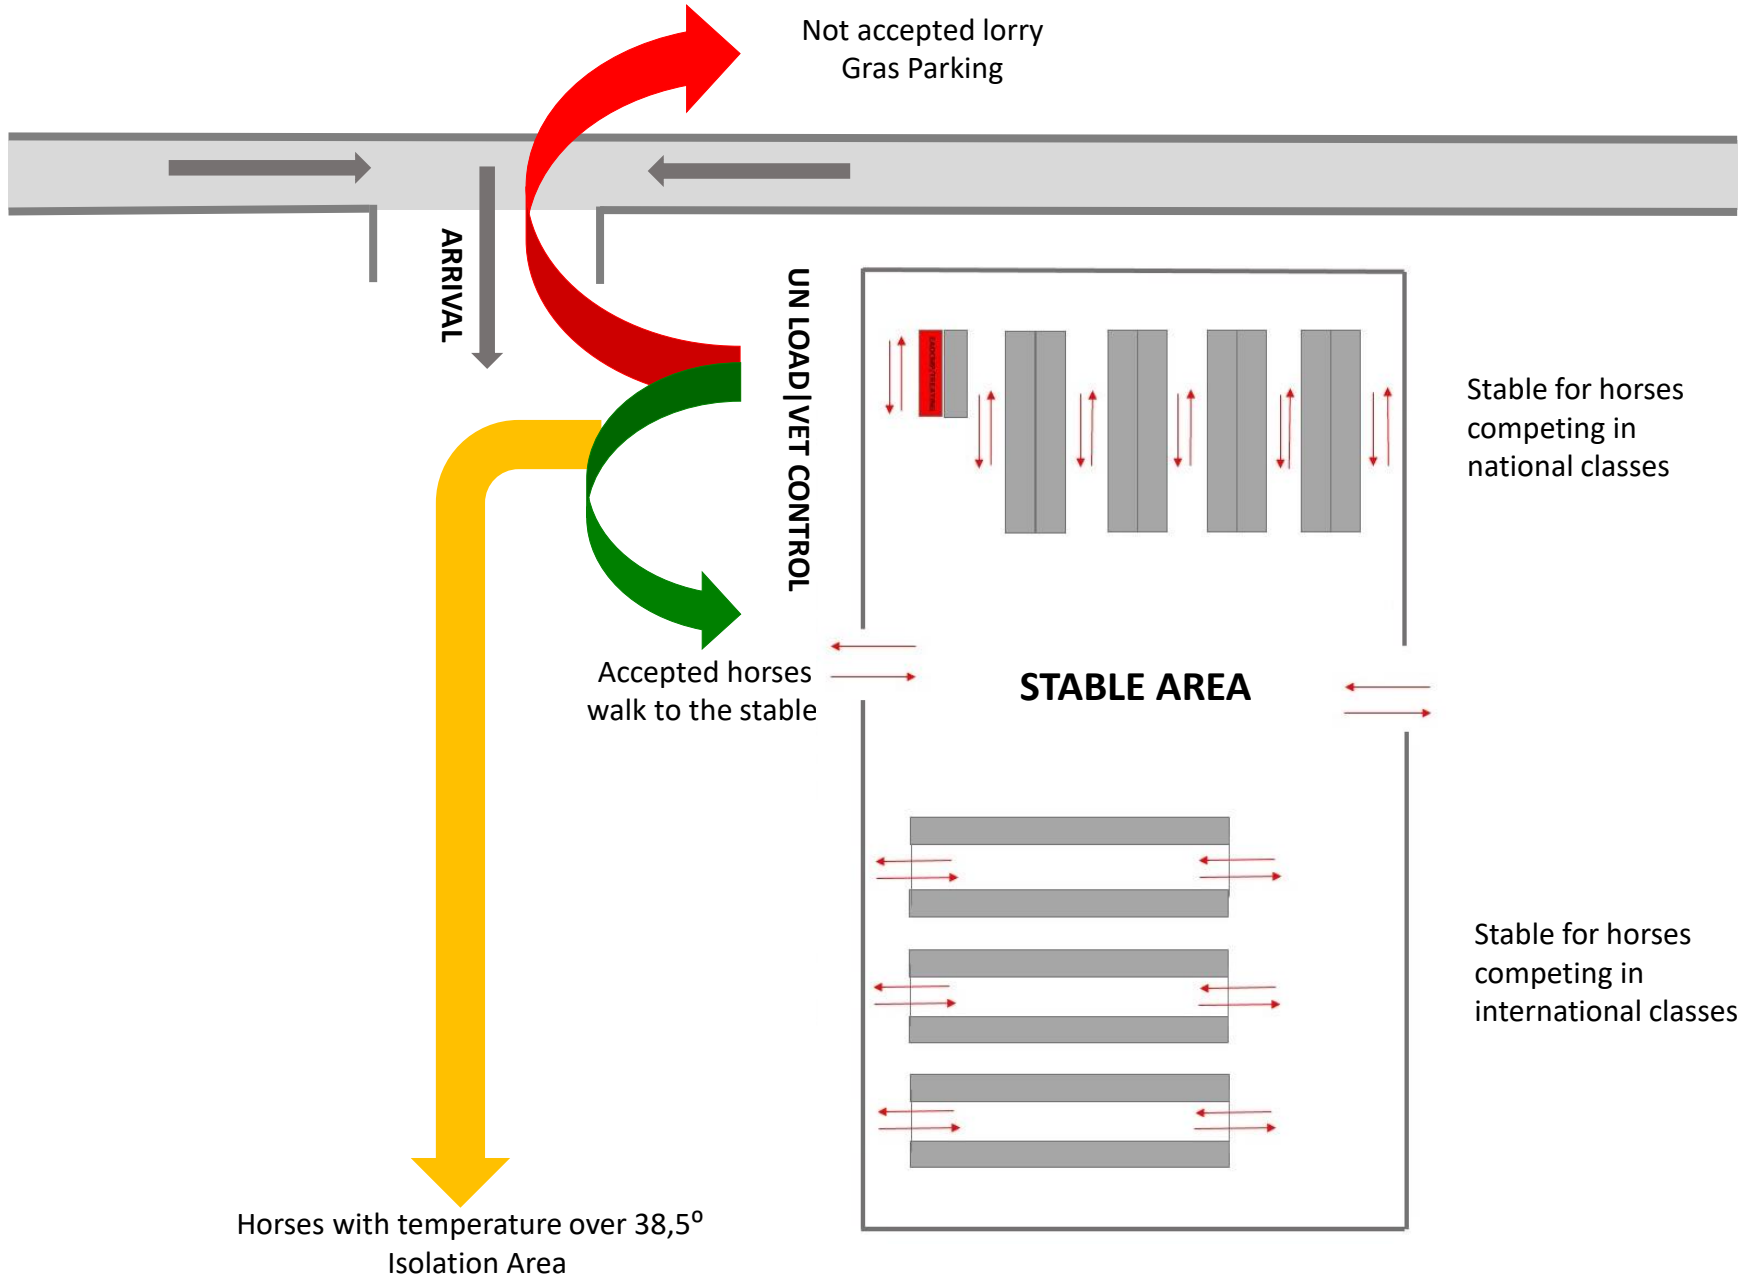 Not accepted lorry
Gras Parking
ARRIVAL
UN LOAD|VET CONTROL
Stable for horses
competing in
national classes
Accepted horses
walk to the stable
STABLE AREA
Stable for horses
competing in
international classes
Horses with temperature over 38,5⁰
Isolation Area